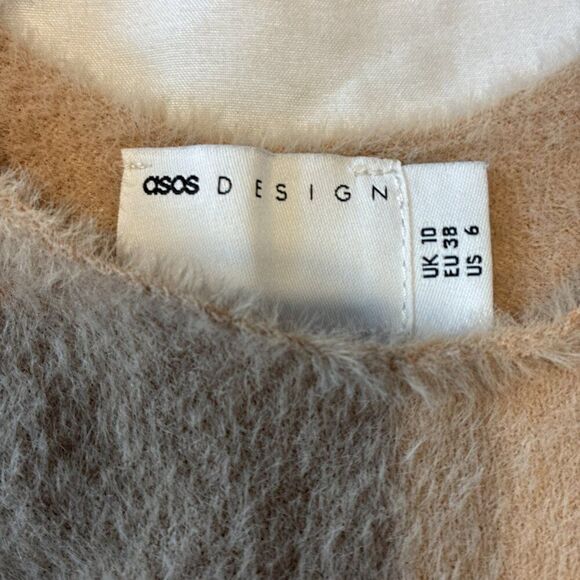 asos DESIGN
UK 10
EU 38
US 6